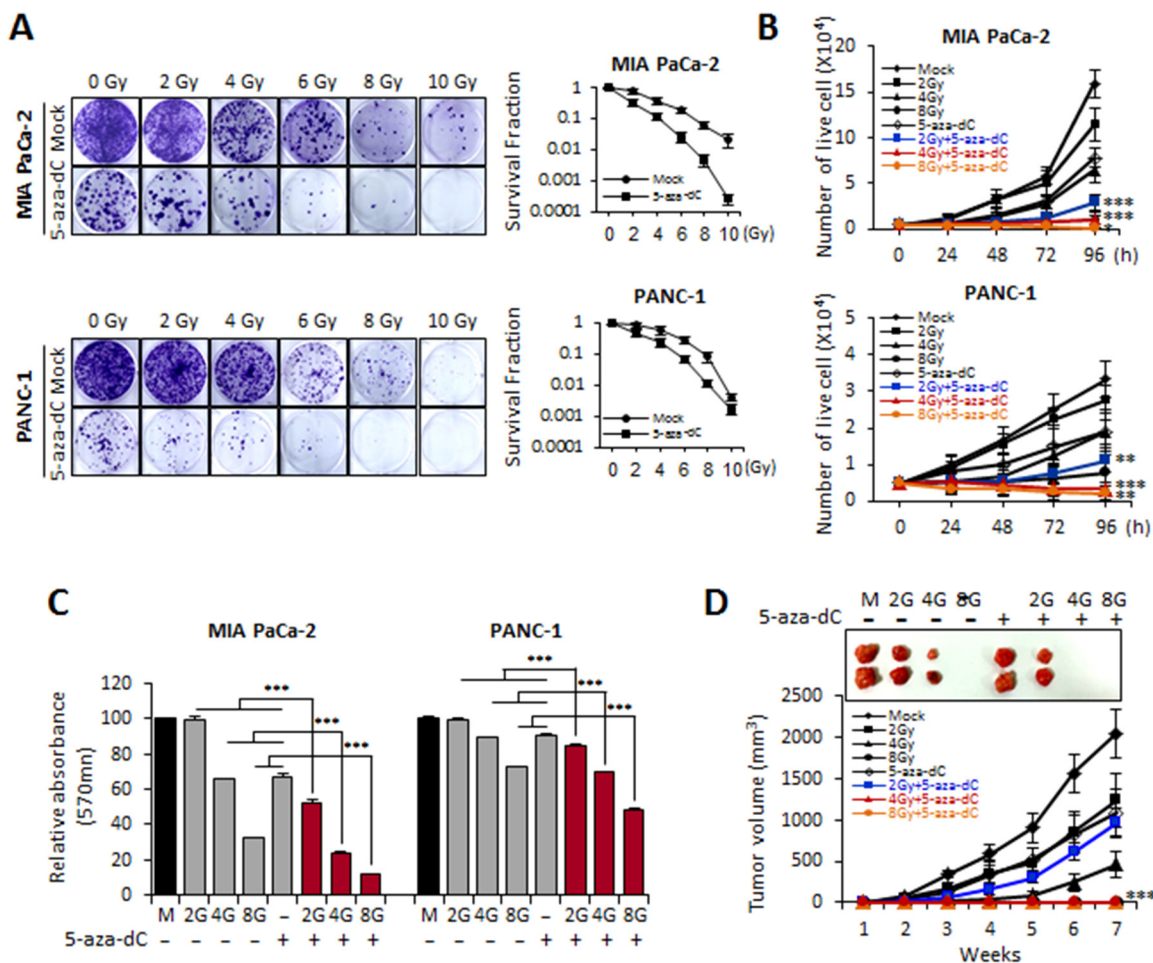 A
0 Gy 2 Gy 4 Gy 6 Gy 8 Gy 10 Gy
MIA PaCa-2
Mock
5-aza-dC
MIA PaCa-2
Survival Fraction
1
0.1
0.01
0.001
0.0001
Mock
5-aza-dC
0 2 4 6 8 10 (Gy)
0 Gy 2 Gy 4 Gy 6 Gy 8 Gy 10 Gy
PANC-1
Mock
5-aza-dC
PANC-1
Survival Fraction
1
0.1
0.01
0.001
0.0001
Mock
5-aza-dC
0 2 4 6 8 10 (Gy)
B
MIA PaCa-2
Number of live cell (X10⁴)
20
15
10
5
0
Mock
2Gy
4Gy
8Gy
5-aza-dC
2Gy+5-aza-dC
4Gy+5-aza-dC
8Gy+5-aza-dC
***
***
*
0 24 48 72 96 (h)
PANC-1
Number of live cell (X10⁴)
5
4
3
2
1
0
Mock
2Gy
4Gy
8Gy
5-aza-dC
2Gy+5-aza-dC
4Gy+5-aza-dC
8Gy+5-aza-dC
**
***
**
0 24 48 72 96 (h)
C
MIA PaCa-2 PANC-1
Relative absorbance
(570mn)
120
100
80
60
40
20
0
***
***
***
***
***
***
M 2G 4G 8G – 2G 4G 8G M 2G 4G 8G – 2G 4G 8G
5-aza-dC – – – – + + + + – – – – + + + +
D
M 2G 4G 8G 2G 4G 8G
5-aza-dC – – – – + + + +
Tumor volume (mm³)
2500
2000
1500
1000
500
0
Mock
2Gy
4Gy
8Gy
5-aza-dC
2Gy+5-aza-dC
4Gy+5-aza-dC
8Gy+5-aza-dC
***
1 2 3 4 5 6 7
Weeks